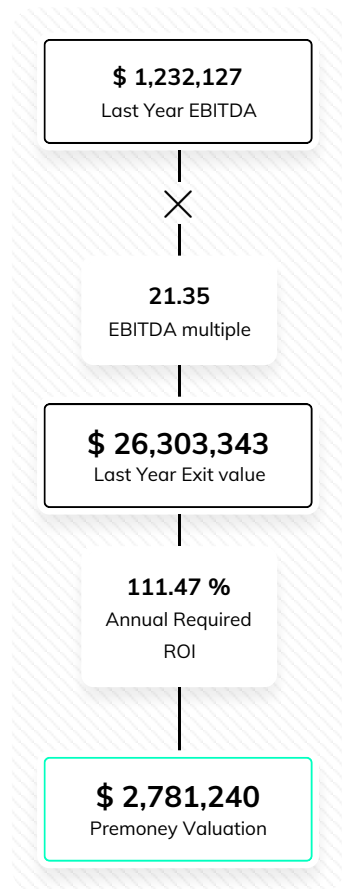 $ 1,232,127
Last Year EBITDA
21.35
EBITDA multiple
$ 26,303,343
Last Year Exit value
111.47 %
Annual Required
ROI
$ 2,781,240
Premoney Valuation